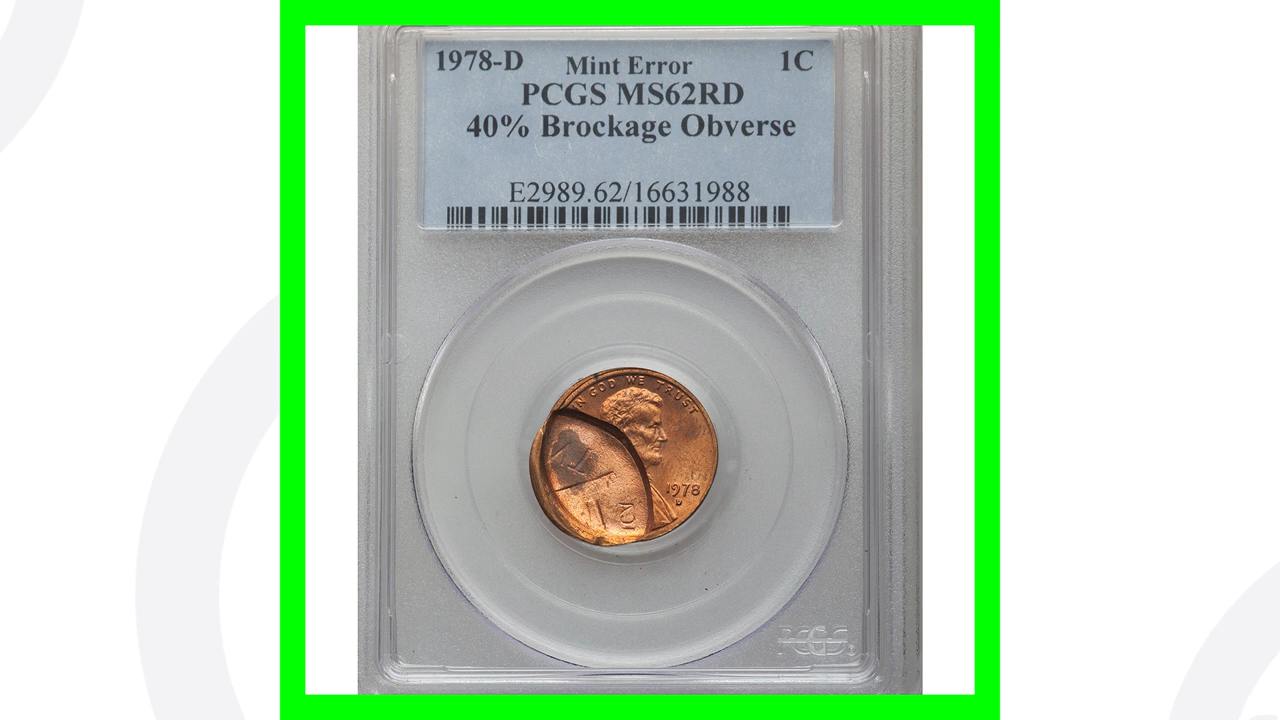 1978-D Mint Error 1C
PCGS MS62RD
40% Brockage Obverse
E2989.62/16631988
IN GOD WE TRUST
1978
D
PCGS